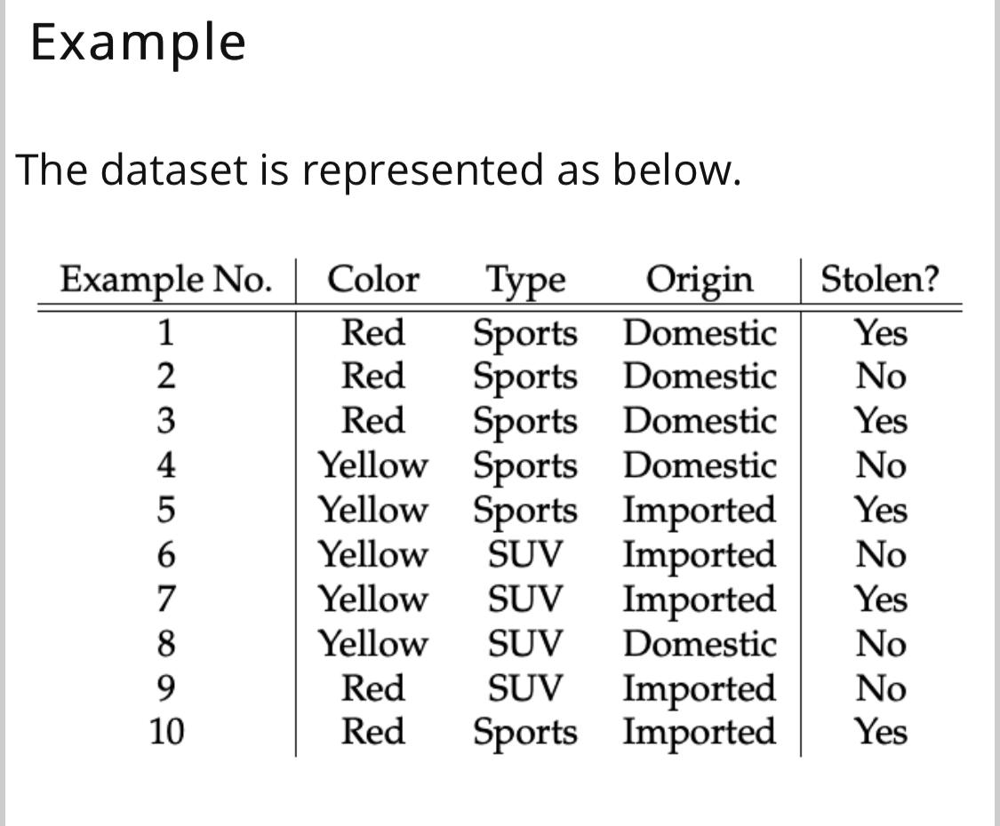 Example
The dataset is represented as below.
Example No. Color Type Origin Stolen?
1 Red Sports Domestic Yes
2 Red Sports Domestic No
3 Red Sports Domestic Yes
4 Yellow Sports Domestic No
5 Yellow Sports Imported Yes
6 Yellow SUV Imported No
7 Yellow SUV Imported Yes
8 Yellow SUV Domestic No
9 Red SUV Imported No
10 Red Sports Imported Yes